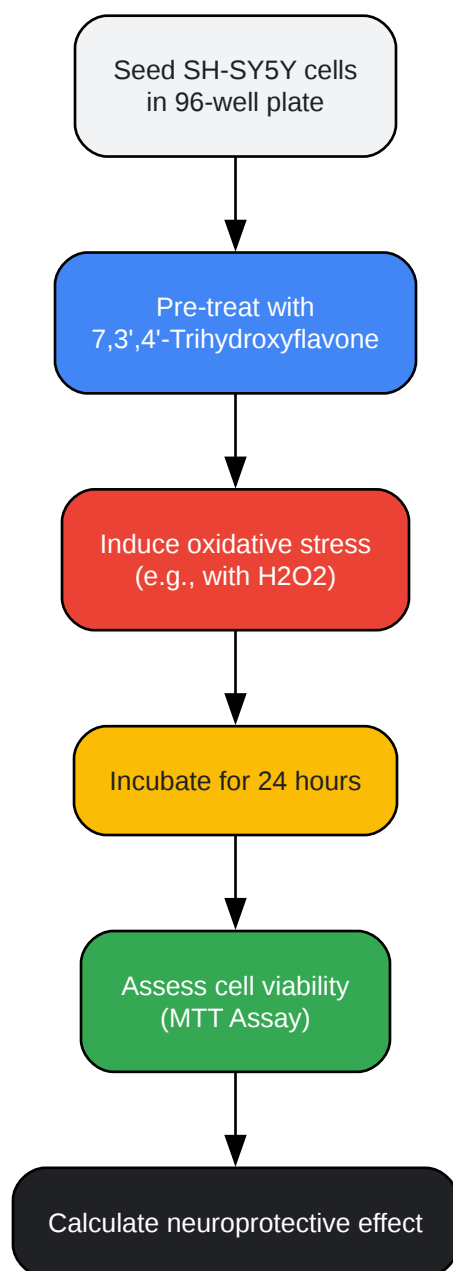 Seed SH-SY5Y cells
in 96-well plate
Pre-treat with
7,3',4'-Trihydroxyflavone
Induce oxidative stress
(e.g., with H2O2)
Incubate for 24 hours
Assess cell viability
(MTT Assay)
Calculate neuroprotective effect